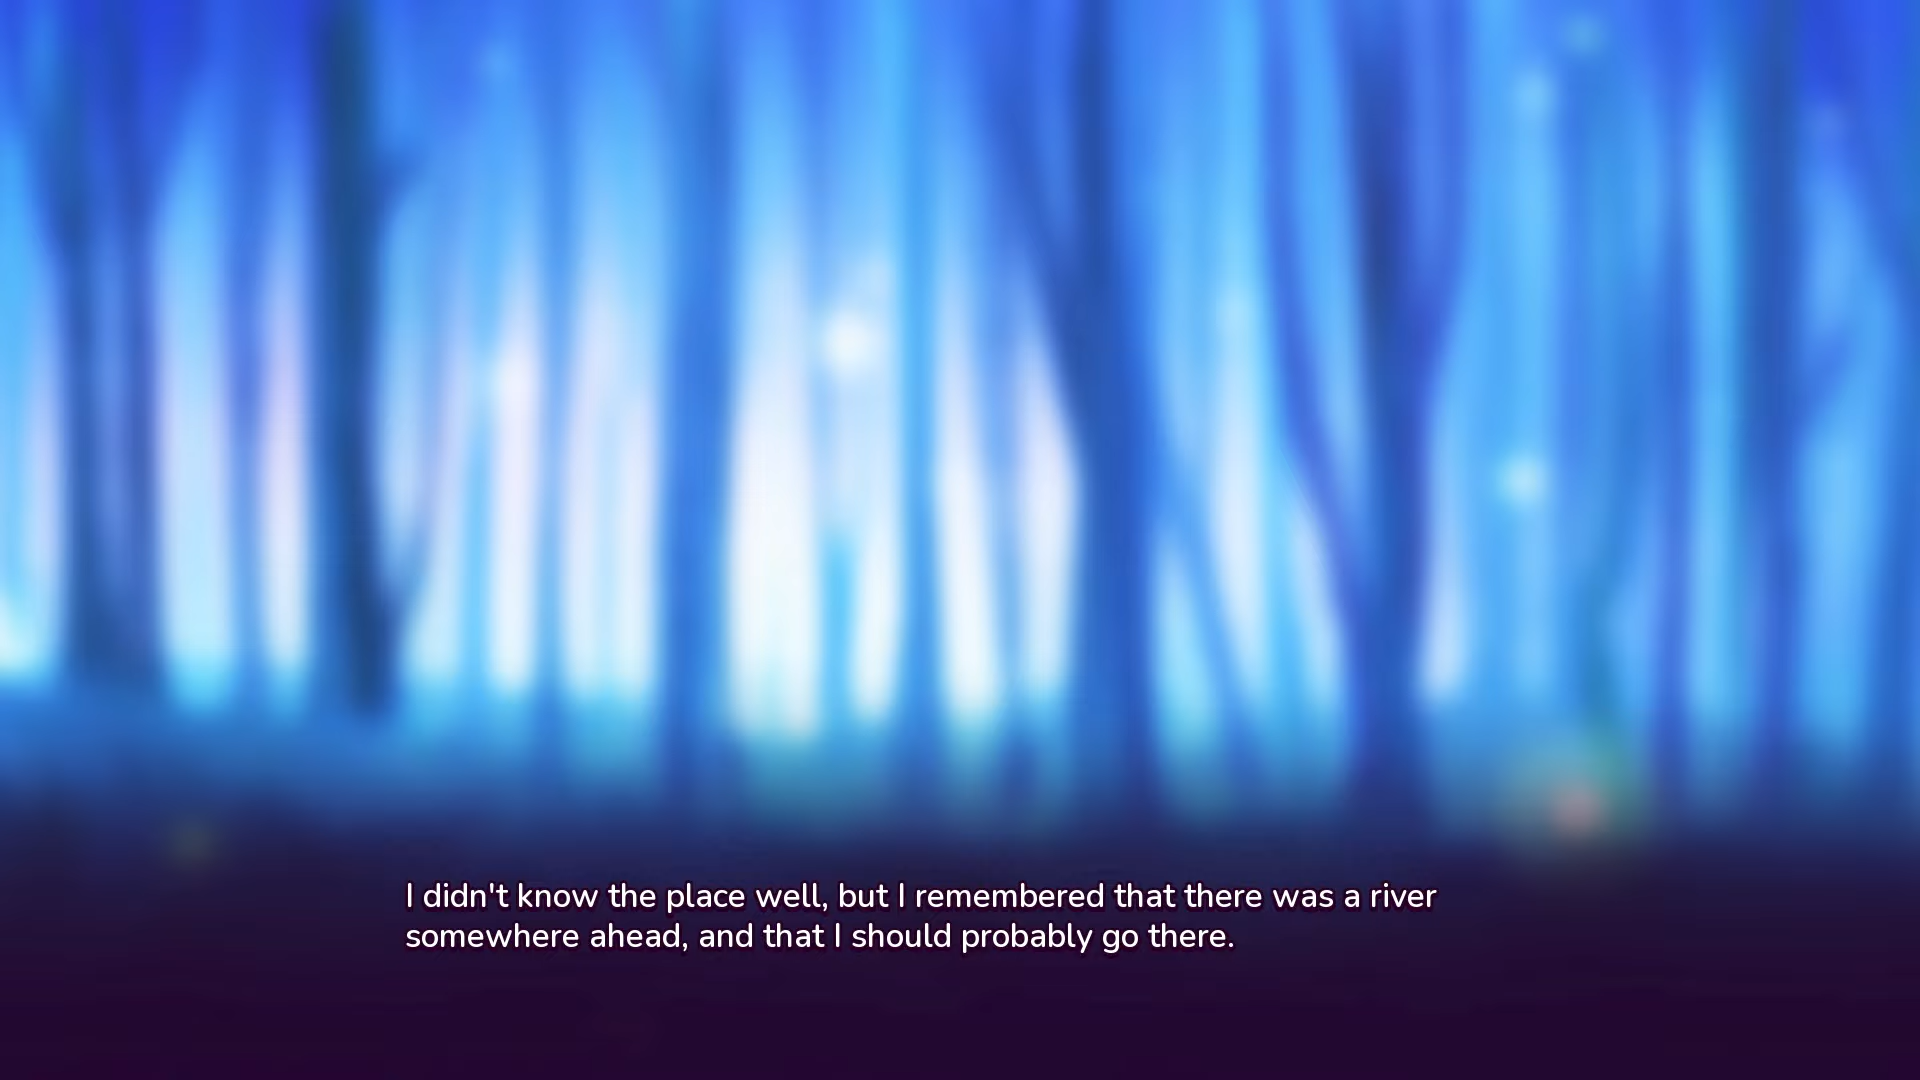 I didn't know the place well, but I remembered that there was a river
somewhere ahead, and that I should probably go there.